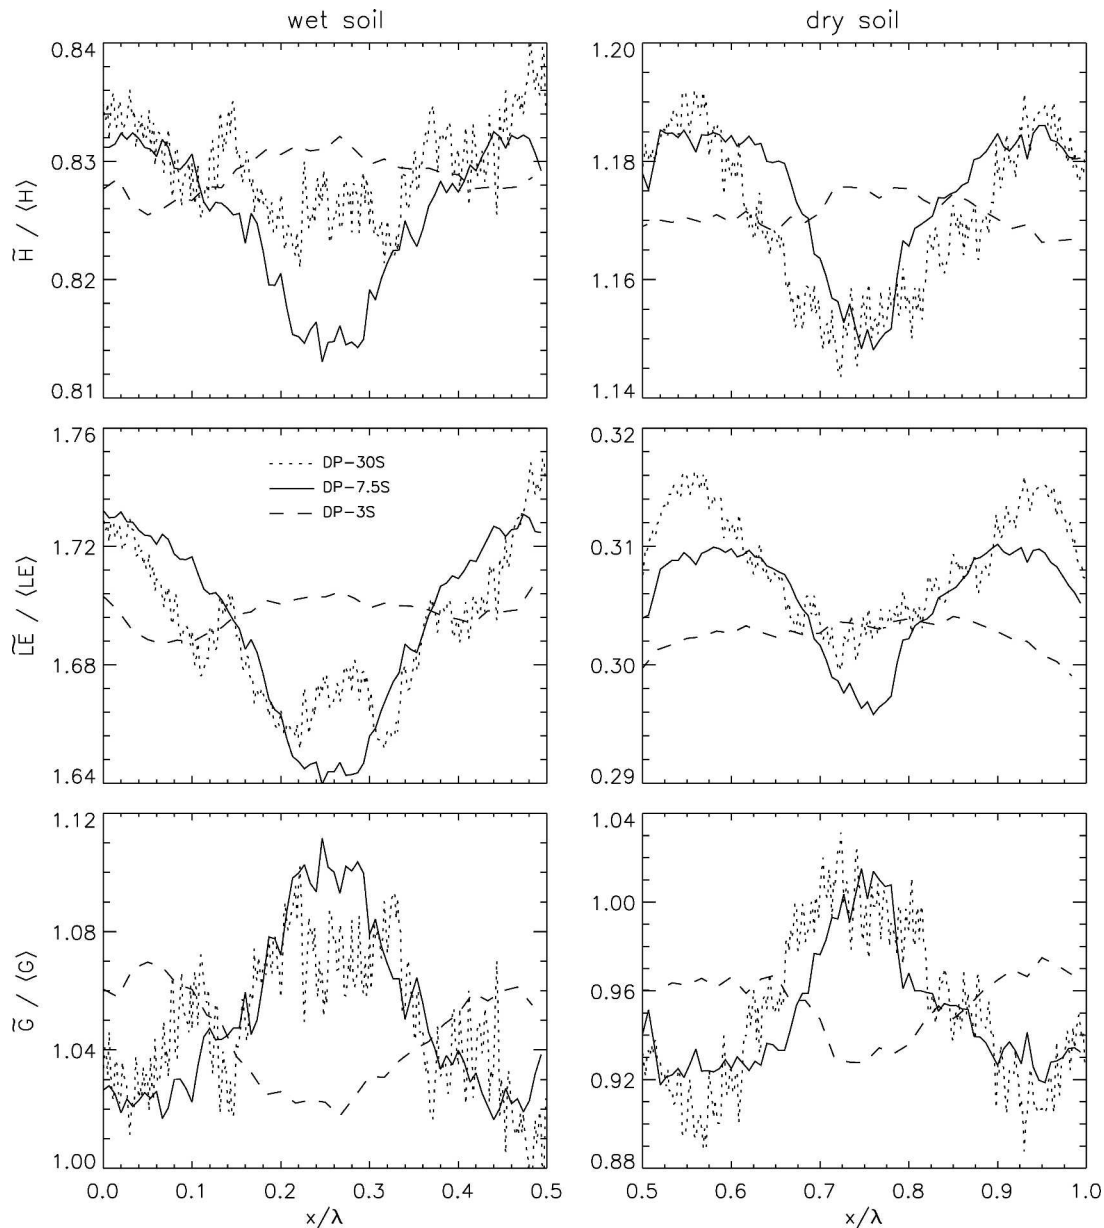 wet soil
dry soil
0.84
0.83
0.82
0.81
H̃ / ⟨H⟩
1.20
1.18
1.16
1.14
1.76
1.72
1.68
1.64
L̃E / ⟨LE⟩
DP-30S
DP-7.5S
DP-3S
0.32
0.31
0.30
0.29
1.12
1.08
1.04
1.00
G̃ / ⟨G⟩
0.0 0.1 0.2 0.3 0.4 0.5
x/λ
1.04
1.00
0.96
0.92
0.88
0.5 0.6 0.7 0.8 0.9 1.0
x/λ